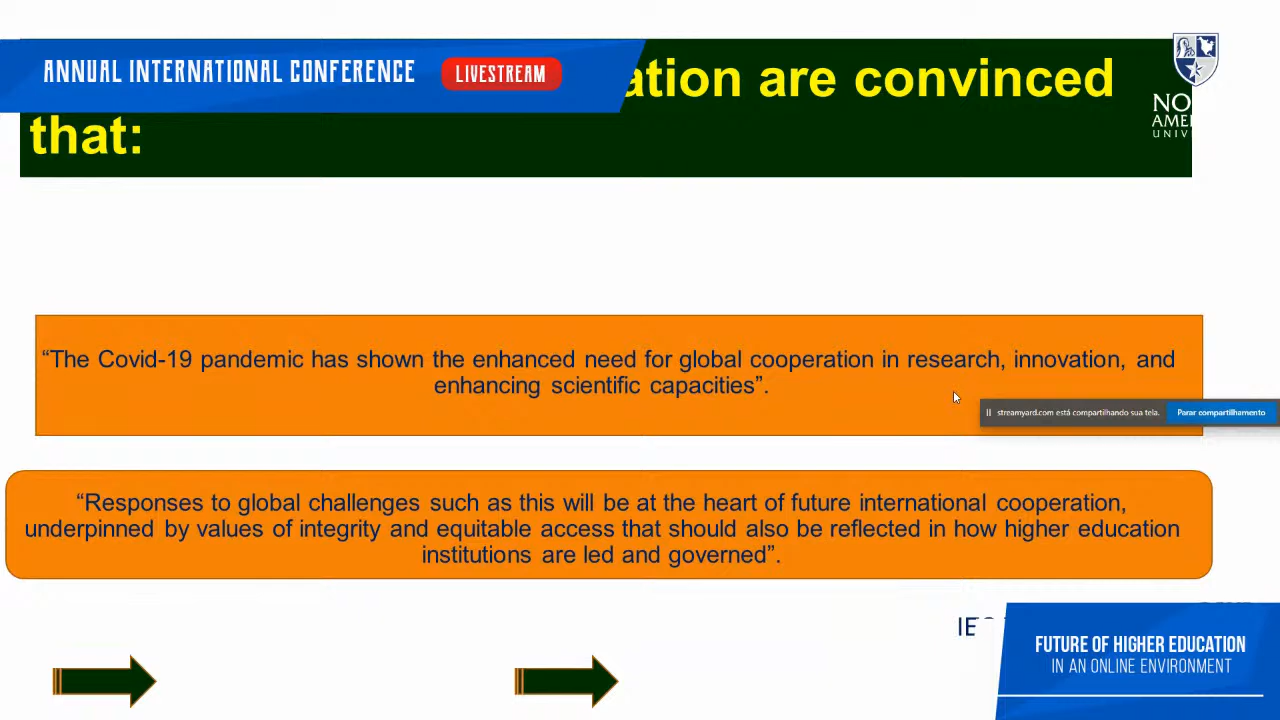 ANNUAL INTERNATIONAL CONFERENCE LIVESTREAM
ation are convinced
that:
“The Covid-19 pandemic has shown the enhanced need for global cooperation in research, innovation, and
enhancing scientific capacities”.
streamyard.com está compartilhando sua tela. Parar compartilhamento
“Responses to global challenges such as this will be at the heart of future international cooperation,
underpinned by values of integrity and equitable access that should also be reflected in how higher education
institutions are led and governed”.
FUTURE OF HIGHER EDUCATION
IN AN ONLINE ENVIRONMENT